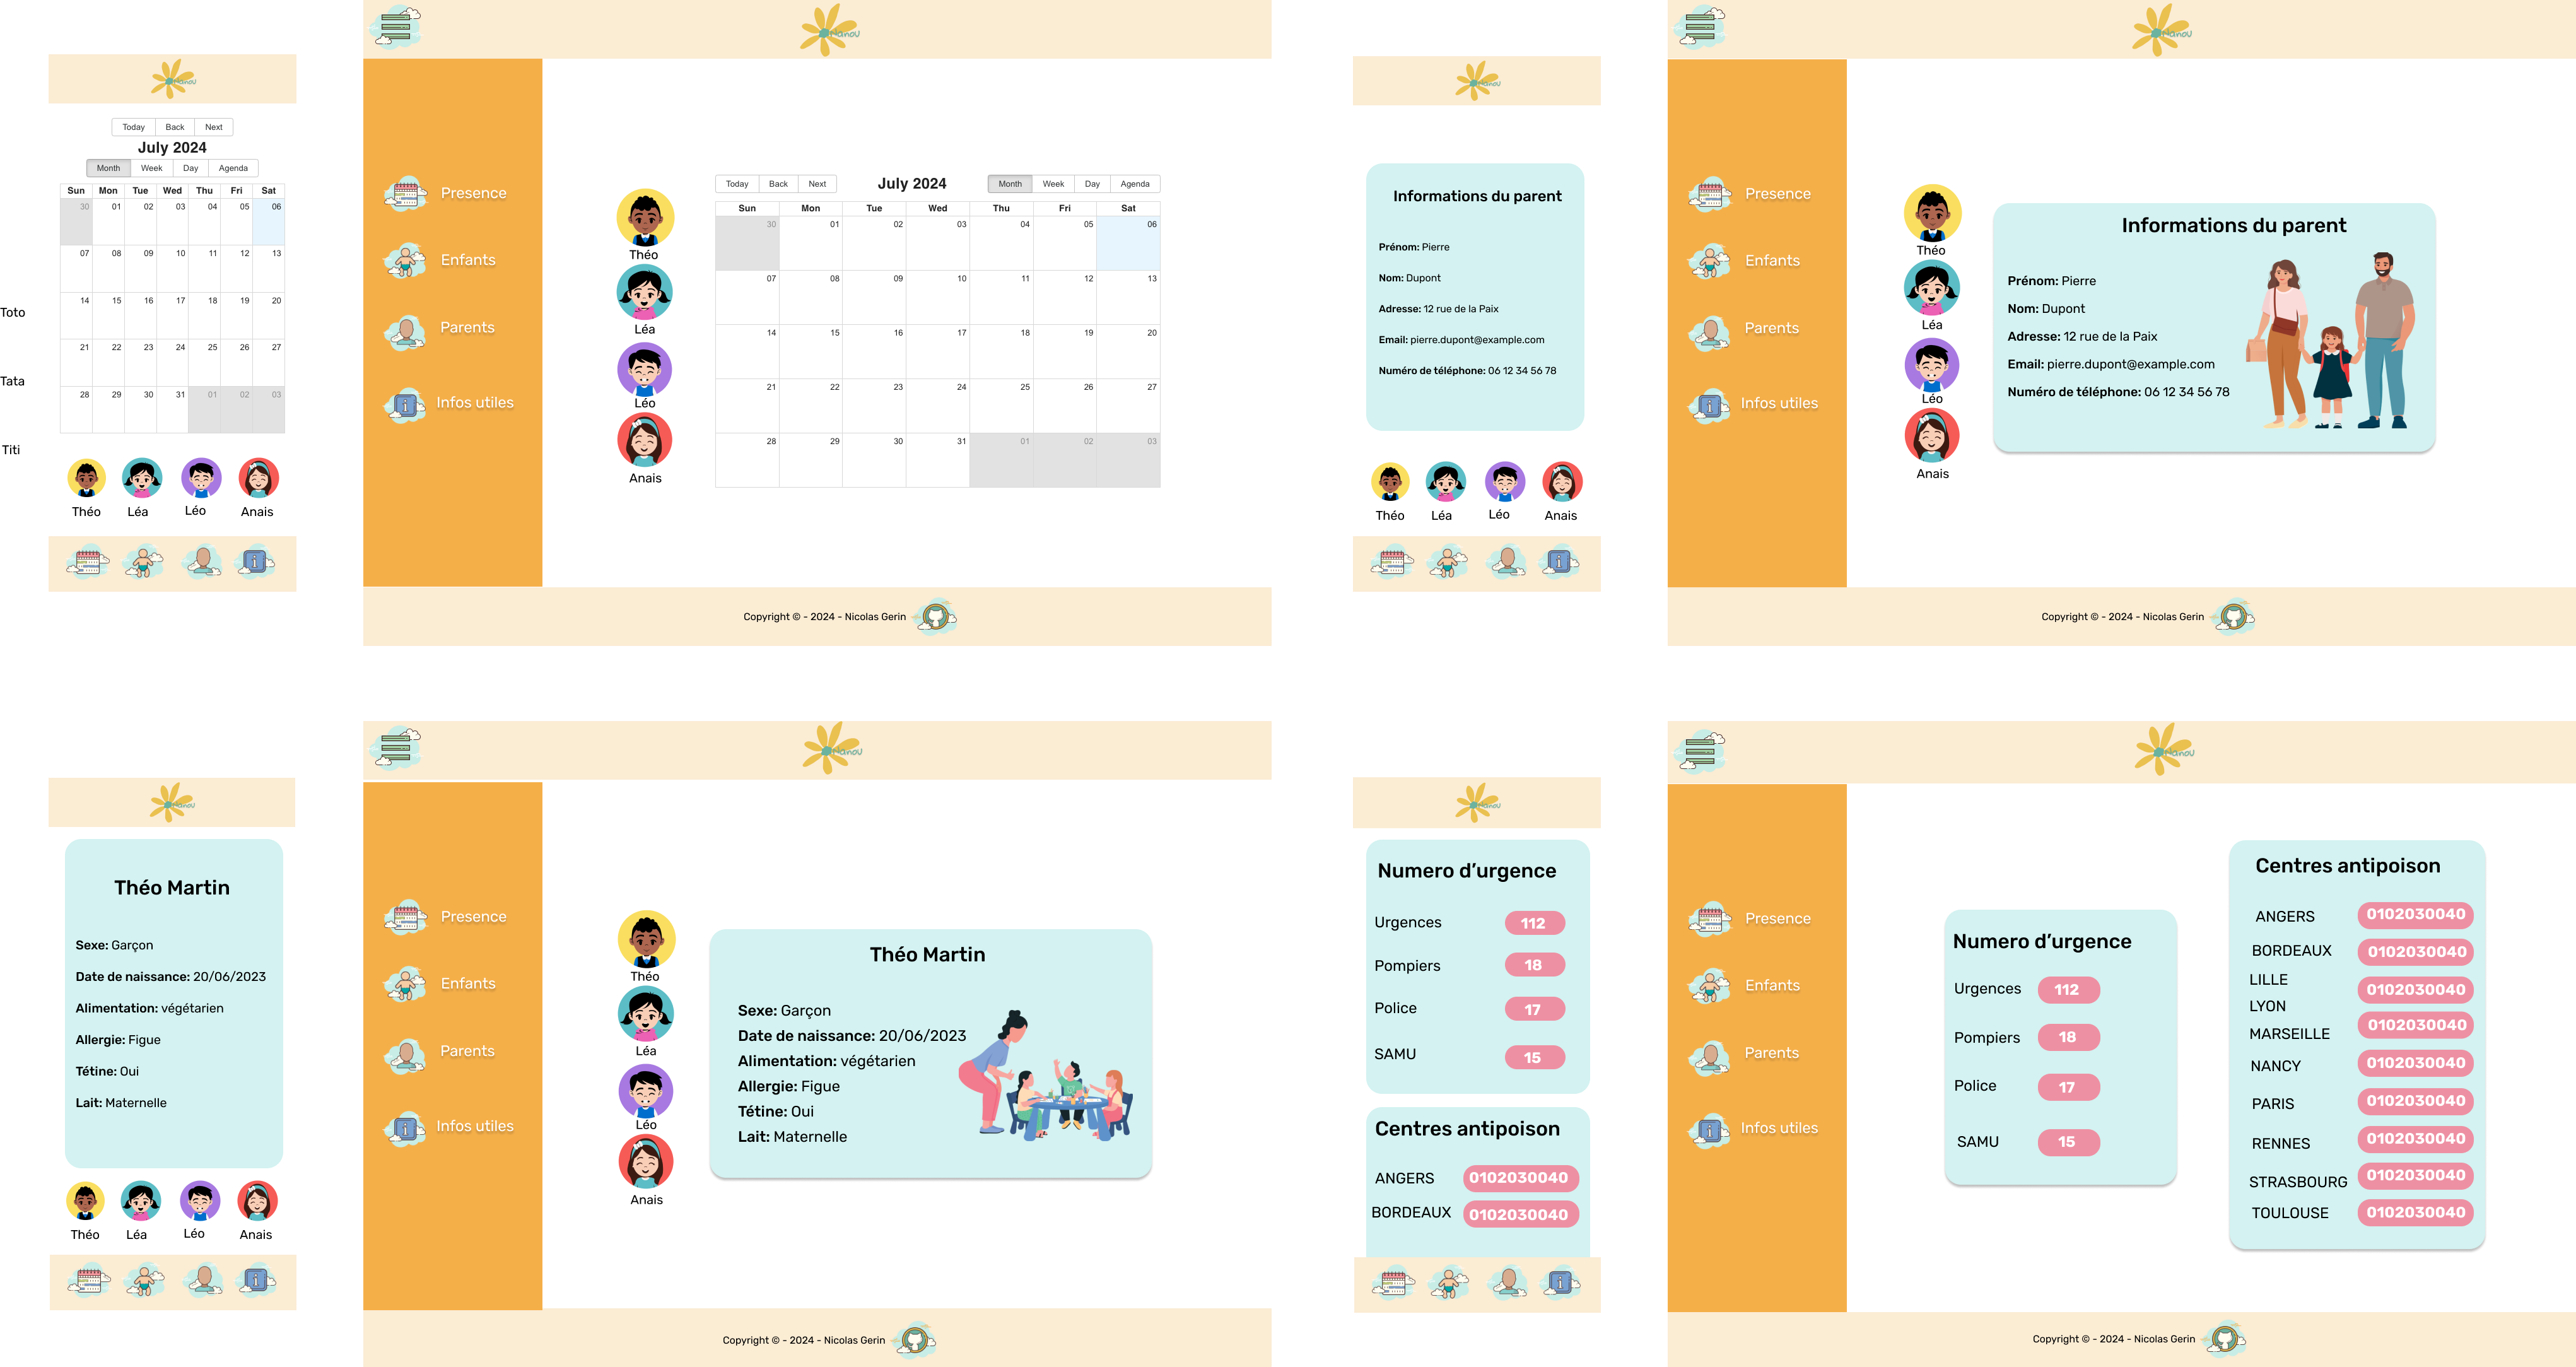 Nanou
Today Back Next
July 2024
Month Week Day Agenda
Sun Mon Tue Wed Thu Fri Sat
30 01 02 03 04 05 06
07 08 09 10 11 12 13
14 15 16 17 18 19 20
21 22 23 24 25 26 27
28 29 30 31 01 02 03
Toto
Tata
Titi
Théo Léa Léo Anais
Nanou
Presence
Enfants
Parents
Infos utiles
Théo
Léa
Léo
Anais
Today Back Next July 2024 Month Week Day Agenda
Sun Mon Tue Wed Thu Fri Sat
30 01 02 03 04 05 06
07 08 09 10 11 12 13
14 15 16 17 18 19 20
21 22 23 24 25 26 27
28 29 30 31 01 02 03
Copyright © - 2024 - Nicolas Gerin
Nanou
Informations du parent
Prénom: Pierre
Nom: Dupont
Adresse: 12 rue de la Paix
Email: pierre.dupont@example.com
Numéro de téléphone: 06 12 34 56 78
Théo Léa Léo Anais
Nanou
Presence
Enfants
Parents
Infos utiles
Théo
Léa
Léo
Anais
Informations du parent
Prénom: Pierre
Nom: Dupont
Adresse: 12 rue de la Paix
Email: pierre.dupont@example.com
Numéro de téléphone: 06 12 34 56 78
Copyright © - 2024 - Nicolas Gerin
Nanou
Théo Martin
Sexe: Garçon
Date de naissance: 20/06/2023
Alimentation: végétarien
Allergie: Figue
Tétine: Oui
Lait: Maternelle
Théo Léa Léo Anais
Nanou
Presence
Enfants
Parents
Infos utiles
Théo
Léa
Léo
Anais
Théo Martin
Sexe: Garçon
Date de naissance: 20/06/2023
Alimentation: végétarien
Allergie: Figue
Tétine: Oui
Lait: Maternelle
Copyright © - 2024 - Nicolas Gerin
Nanou
Numero d’urgence
Urgences 112
Pompiers 18
Police 17
SAMU 15
Centres antipoison
ANGERS 0102030040
BORDEAUX 0102030040
Nanou
Presence
Enfants
Parents
Infos utiles
Numero d’urgence
Urgences 112
Pompiers 18
Police 17
SAMU 15
Centres antipoison
ANGERS 0102030040
BORDEAUX 0102030040
LILLE 0102030040
LYON
MARSEILLE 0102030040
NANCY 0102030040
PARIS 0102030040
RENNES 0102030040
STRASBOURG 0102030040
TOULOUSE 0102030040
Copyright © - 2024 - Nicolas Gerin